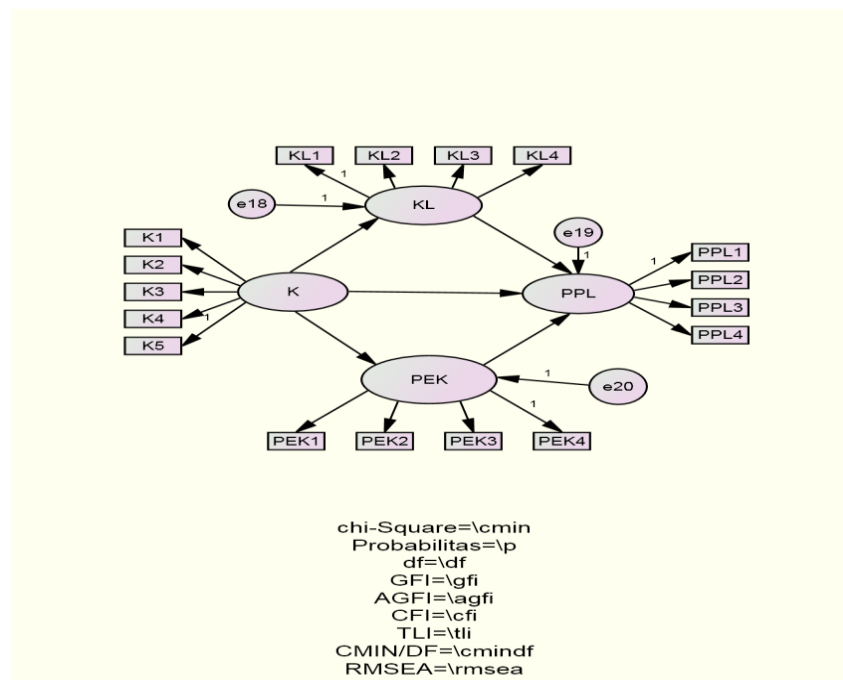 KL1 KL2 KL3 KL4
1
e18 1 KL
e19
K1
1
PPL1
1
K2
PPL2
K3 K PPL
PPL3
K4
1
PPL4
K5
PEK 1 e20
1
PEK1 PEK2 PEK3 PEK4
chi-Square=\cmin
Probabilitas=\p
df=\df
GFI=\gfi
AGFI=\agfi
CFI=\cfi
TLI=\tli
CMIN/DF=\cmindf
RMSEA=\rmsea